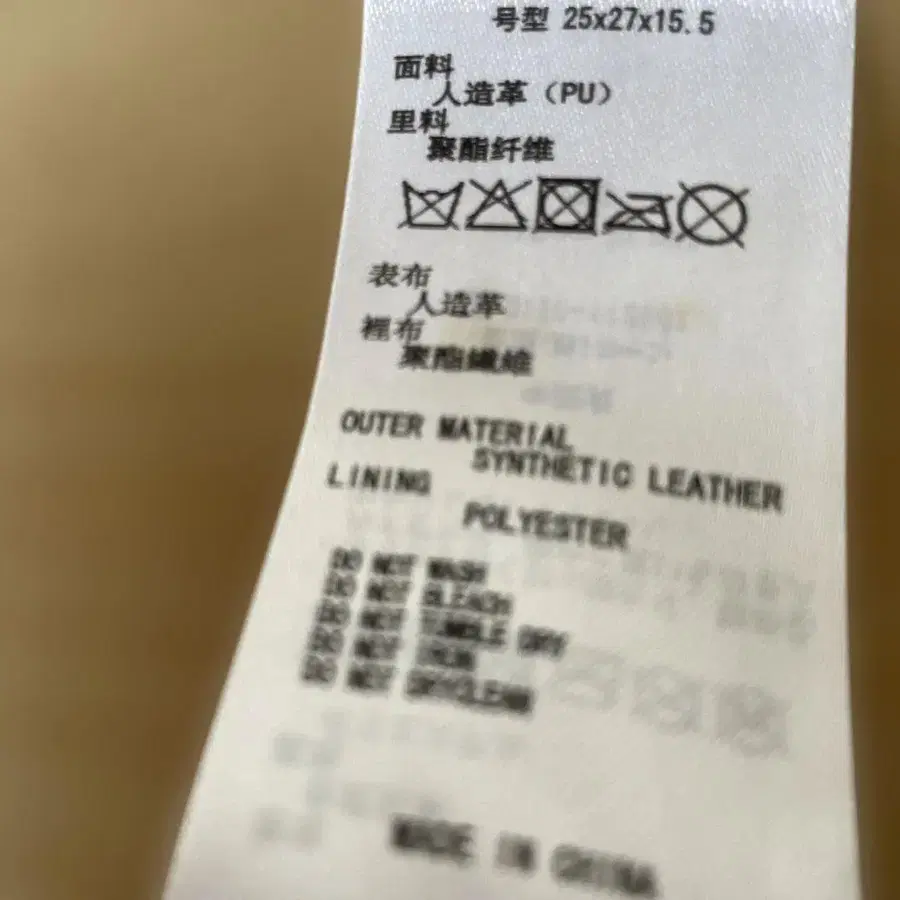 号型 25x27x15.5
面料
人造革（PU）
里料
聚酯纤维
表布
人造革
裡布
聚酯纖維
OUTER MATERIAL
SYNTHETIC LEATHER
LINING
POLYESTER
DO NOT WASH
DO NOT BLEACH
DO NOT TUMBLE DRY
DO NOT IRON
DO NOT DRYCLEAN
MADE IN CHINA